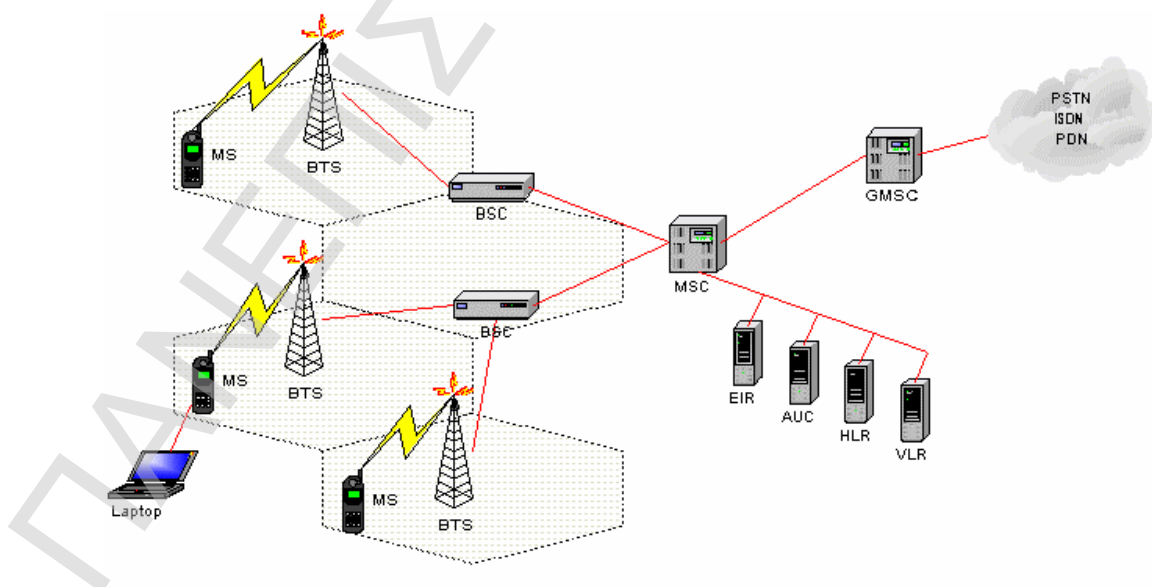 ΠΑΝΕΠΙΣ
MS
BTS
BSC
PSTN
ISDN
PDN
GMSC
MSC
BSC
MS
BTS
EIR
AUC
HLR
VLR
Laptop
MS
BTS